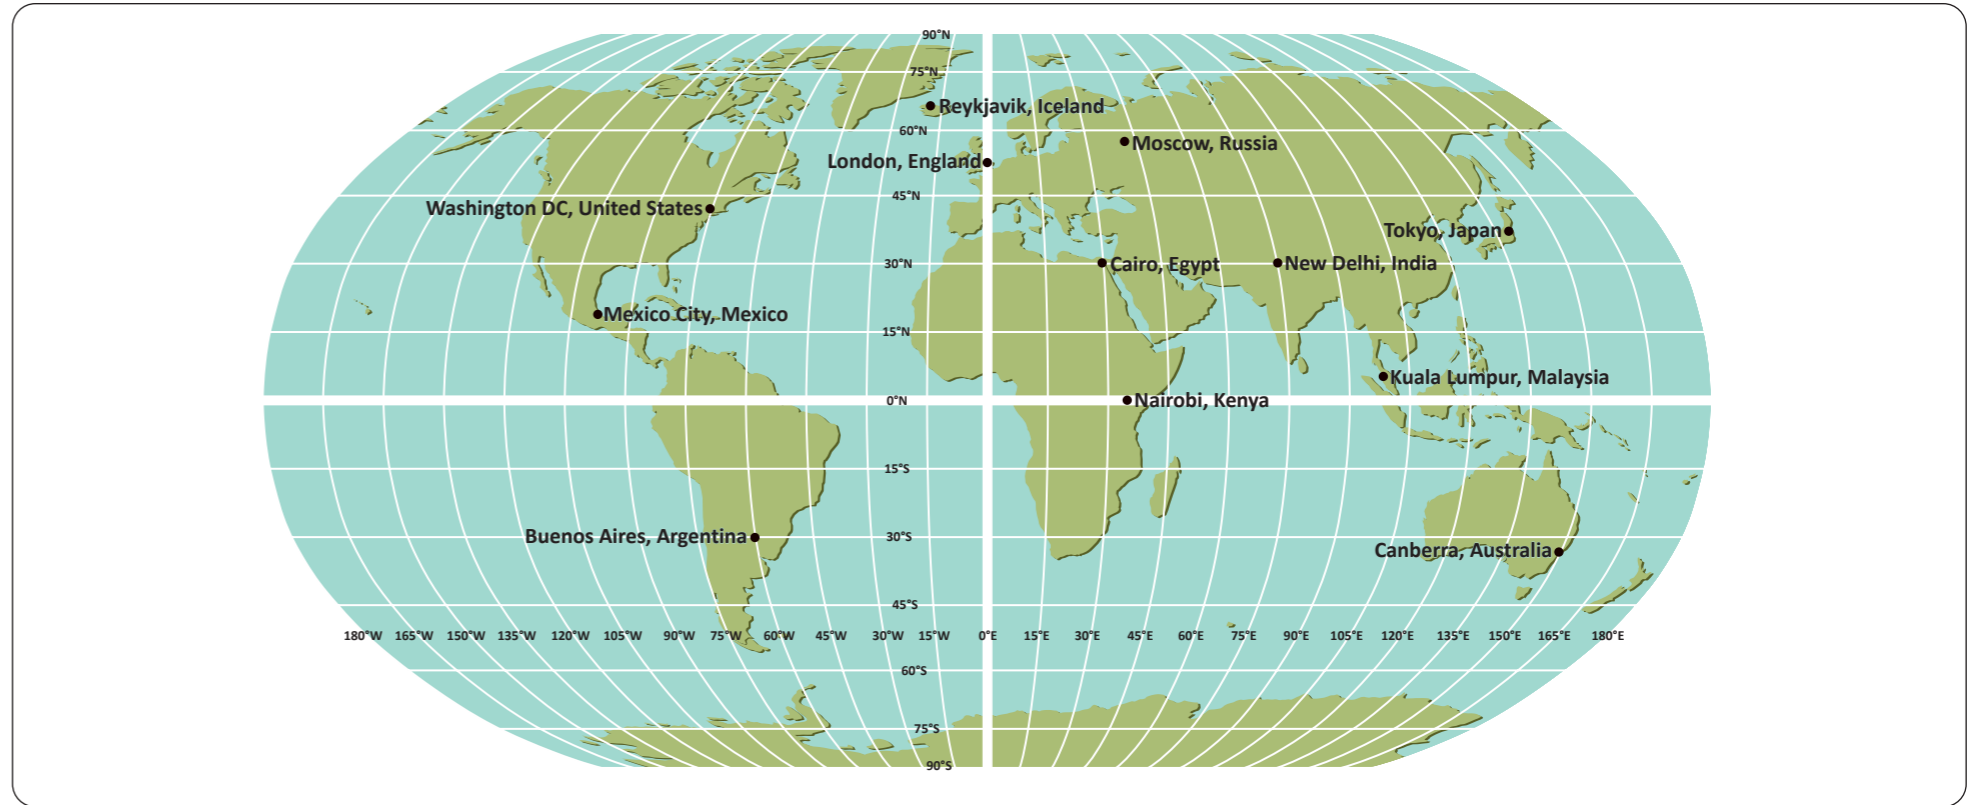 90°N
75°N
Reykjavik, Iceland
60°N
Moscow, Russia
London, England
45°N
Washington DC, United States
Tokyo, Japan
30°N
Cairo, Egypt
New Delhi, India
Mexico City, Mexico
15°N
Kuala Lumpur, Malaysia
0°N
Nairobi, Kenya
15°S
30°S
Buenos Aires, Argentina
Canberra, Australia
45°S
180°W 165°W 150°W 135°W 120°W 105°W 90°W 75°W 60°W 45°W 30°W 15°W 0°E 15°E 30°E 45°E 60°E 75°E 90°E 105°E 120°E 135°E 150°E 165°E 180°E
60°S
75°S
90°S